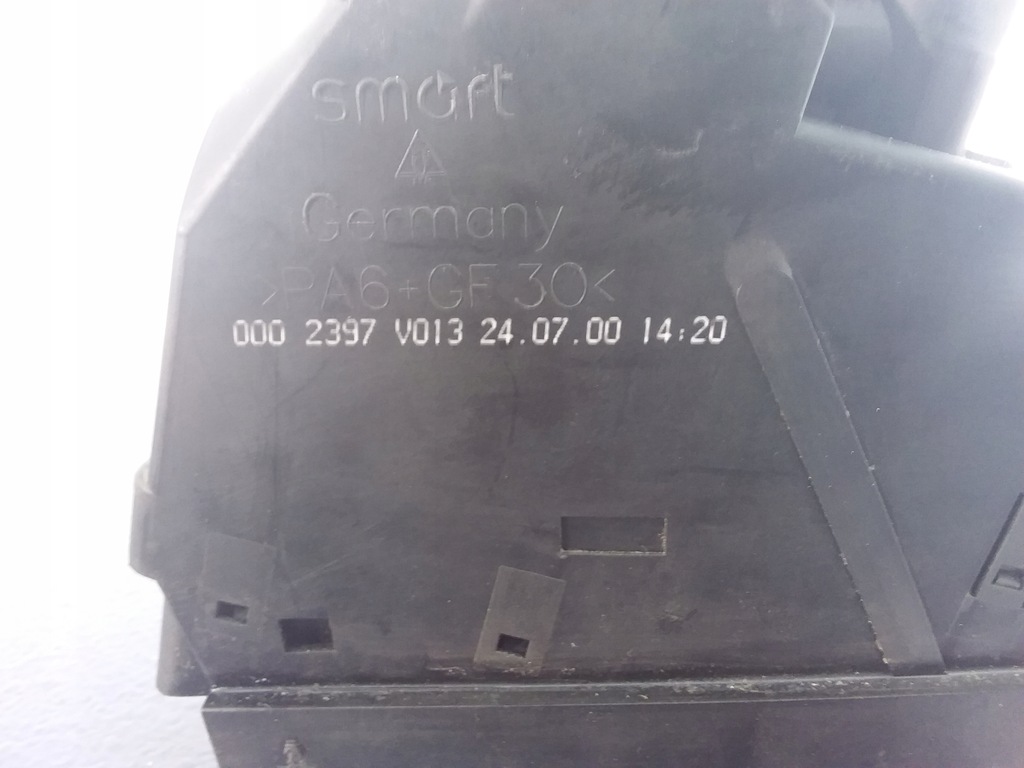 smart
Germany
>PA6+GF 30<
000 2397 V013 24.07.00 14:20